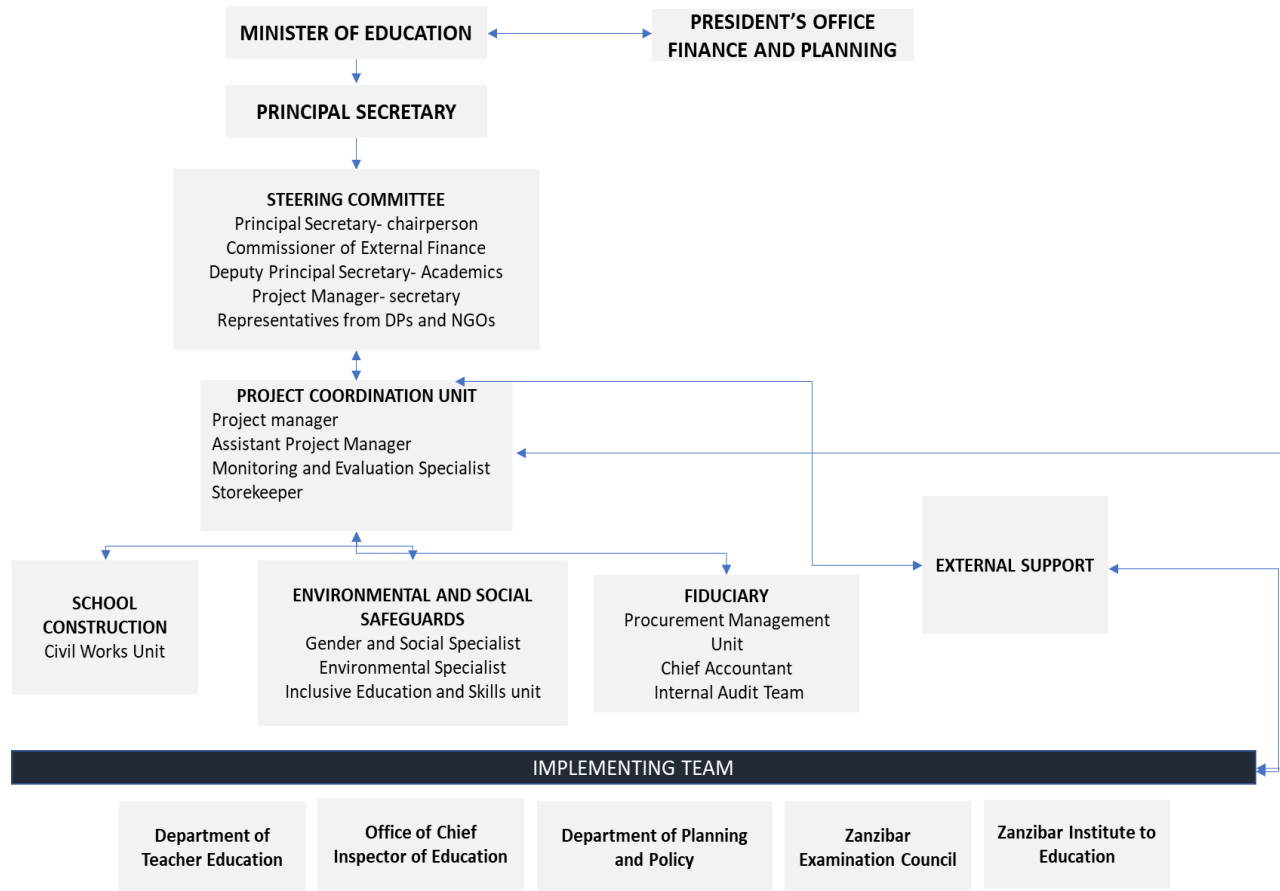 MINISTER OF EDUCATION
PRESIDENT’S OFFICE
FINANCE AND PLANNING
PRINCIPAL SECRETARY
STEERING COMMITTEE
Principal Secretary- chairperson
Commissioner of External Finance
Deputy Principal Secretary- Academics
Project Manager- secretary
Representatives from DPs and NGOs
PROJECT COORDINATION UNIT
Project manager
Assistant Project Manager
Monitoring and Evaluation Specialist
Storekeeper
EXTERNAL SUPPORT
SCHOOL
CONSTRUCTION
Civil Works Unit
ENVIRONMENTAL AND SOCIAL
SAFEGUARDS
Gender and Social Specialist
Environmental Specialist
Inclusive Education and Skills unit
FIDUCIARY
Procurement Management
Unit
Chief Accountant
Internal Audit Team
IMPLEMENTING TEAM
Department of
Teacher Education
Office of Chief
Inspector of Education
Department of Planning
and Policy
Zanzibar
Examination Council
Zanzibar Institute to
Education